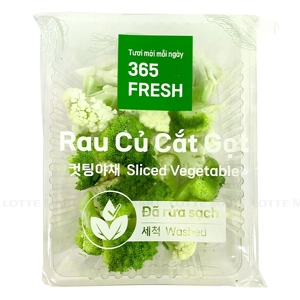 Tươi mới mỗi ngày
365
FRESH
Rau Củ Cắt Gọt
컷팅야채 Sliced Vegetable
Đã rửa sạch
세척 Washed